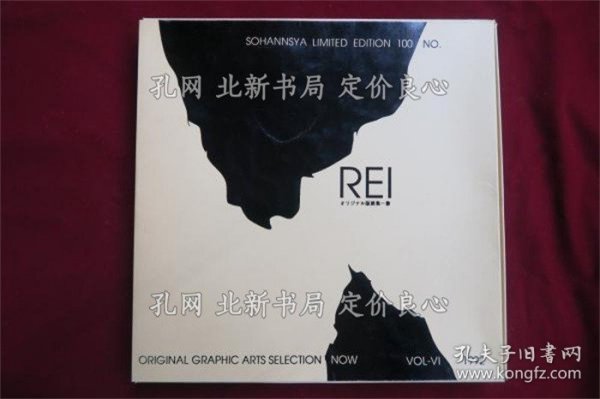 SOHANNSYA LIMITED EDITION 100 NO.
孔网 北新书局 定价良心
REI
オリジナル版画集一麗
孔网 北新书局 定价良心
ORIGINAL GRAPHIC ARTS SELECTION NOW VOL-VI
孔夫子旧书网
www.kongfz.com